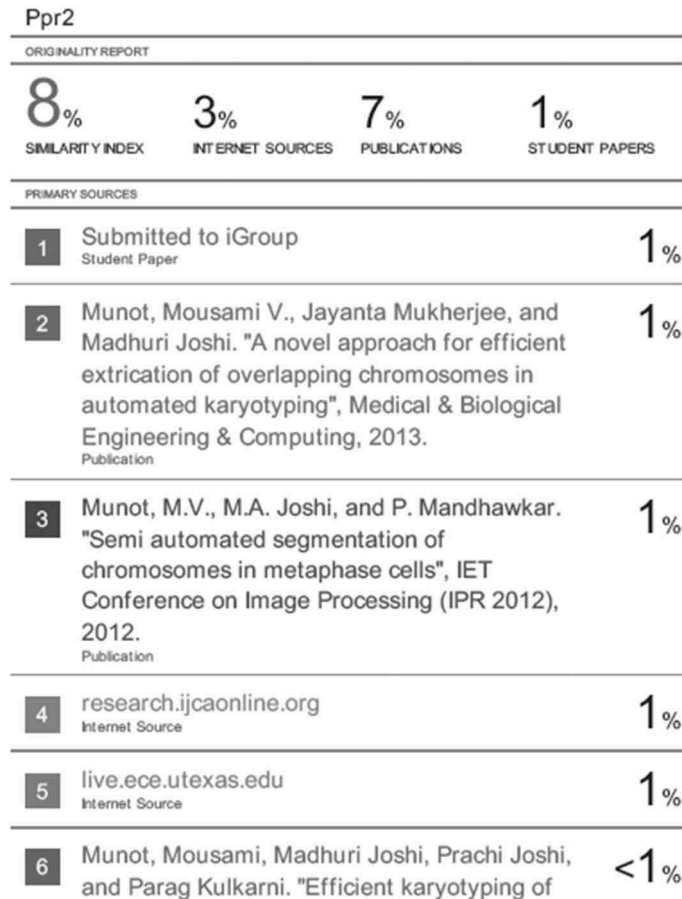 Ppr2
ORIGINALITY REPORT
8% 3% 7% 1%
SIMILARITY INDEX INTERNET SOURCES PUBLICATIONS STUDENT PAPERS
PRIMARY SOURCES
1 Submitted to iGroup 1%
Student Paper
2 Munot, Mousami V., Jayanta Mukherjee, and 1%
Madhuri Joshi. "A novel approach for efficient
extrication of overlapping chromosomes in
automated karyotyping", Medical & Biological
Engineering & Computing, 2013.
Publication
3 Munot, M.V., M.A. Joshi, and P. Mandhawkar. 1%
"Semi automated segmentation of
chromosomes in metaphase cells", IET
Conference on Image Processing (IPR 2012),
2012.
Publication
4 research.ijcaonline.org 1%
Internet Source
5 live.ece.utexas.edu 1%
Internet Source
6 Munot, Mousami, Madhuri Joshi, Prachi Joshi, <1%
and Parag Kulkarni. "Efficient karyotyping of